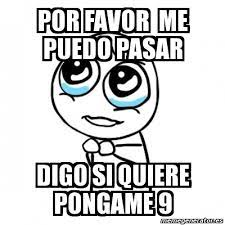 POR FAVOR ME
PUEDO PASAR
DIGO SI QUIERE
PONGAME 9
memegenerator.es